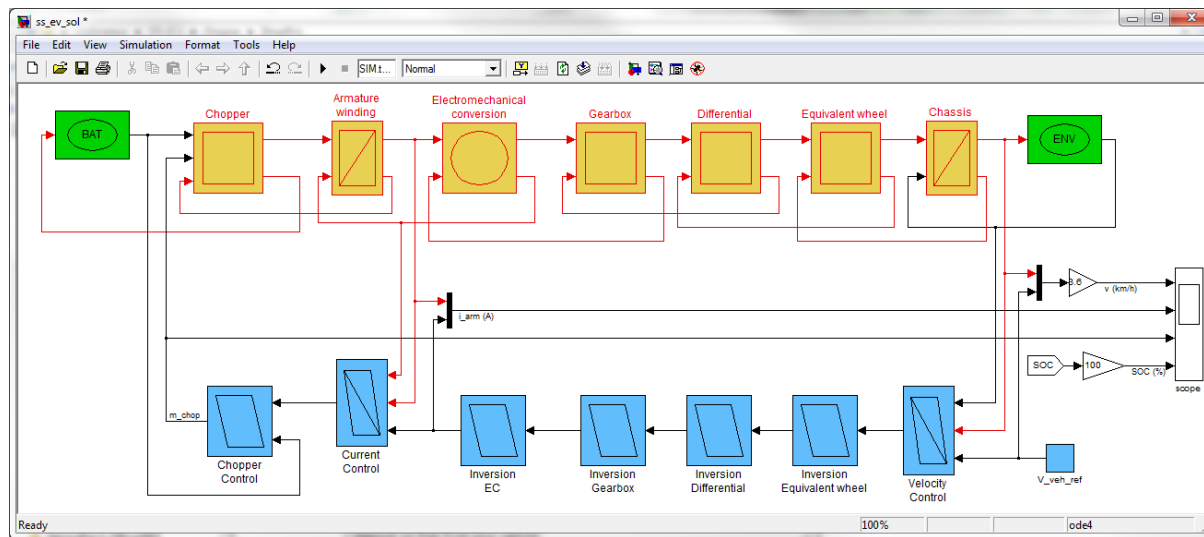 ss_ev_sol *
File Edit View Simulation Format Tools Help
SIM.t... Normal
BAT
Chopper
Armature
winding
Electromechanical
conversion
Gearbox
Differential
Equivalent wheel
Chassis
ENV
3.6
v (km/h)
i_arm (A)
SOC
100
SOC (%)
scope
m_chop
Chopper
Control
Current
Control
Inversion
EC
Inversion
Gearbox
Inversion
Differential
Inversion
Equivalent wheel
Velocity
Control
V_veh_ref
Ready
100%
ode4